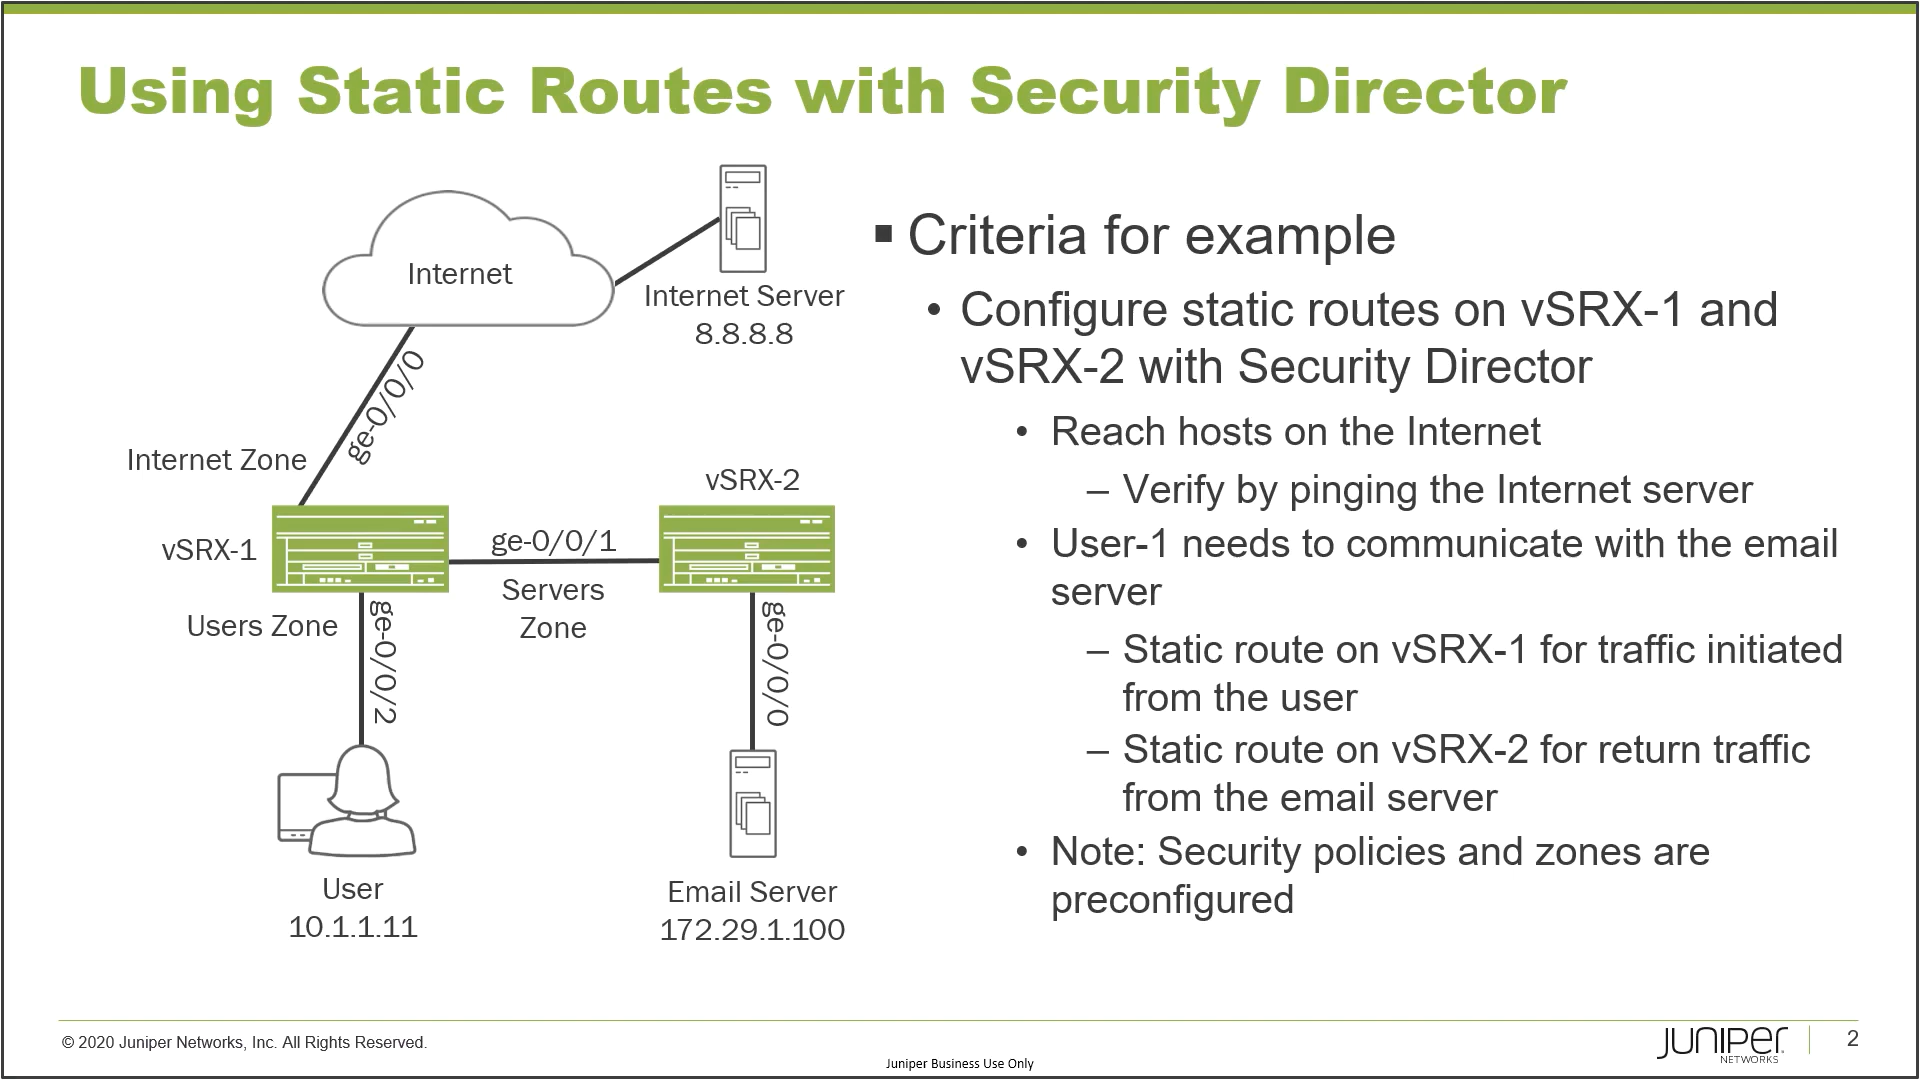 Using Static Routes with Security Director
Internet
Internet Server
8.8.8.8
ge-0/0/0
Internet Zone
vSRX-2
vSRX-1
ge-0/0/1
Servers
Zone
Users Zone
ge-0/0/2
ge-0/0/0
User
10.1.1.11
Email Server
172.29.1.100
▪ Criteria for example
• Configure static routes on vSRX-1 and
vSRX-2 with Security Director
• Reach hosts on the Internet
– Verify by pinging the Internet server
• User-1 needs to communicate with the email
server
– Static route on vSRX-1 for traffic initiated
from the user
– Static route on vSRX-2 for return traffic
from the email server
• Note: Security policies and zones are
preconfigured
© 2020 Juniper Networks, Inc. All Rights Reserved.
Juniper Business Use Only
JUNIPER
NETWORKS
2